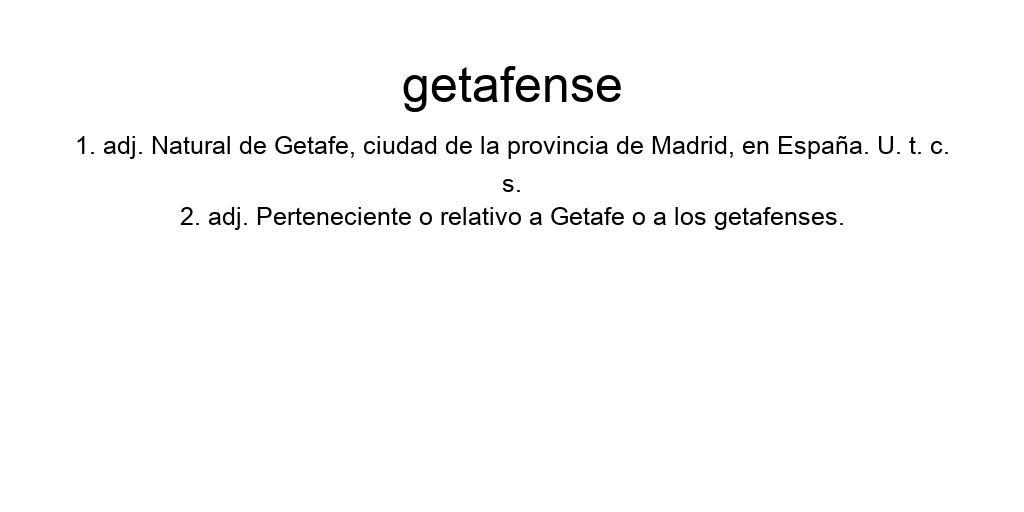 getafense
1. adj. Natural de Getafe, ciudad de la provincia de Madrid, en España. U. t. c.
s.
2. adj. Perteneciente o relativo a Getafe o a los getafenses.